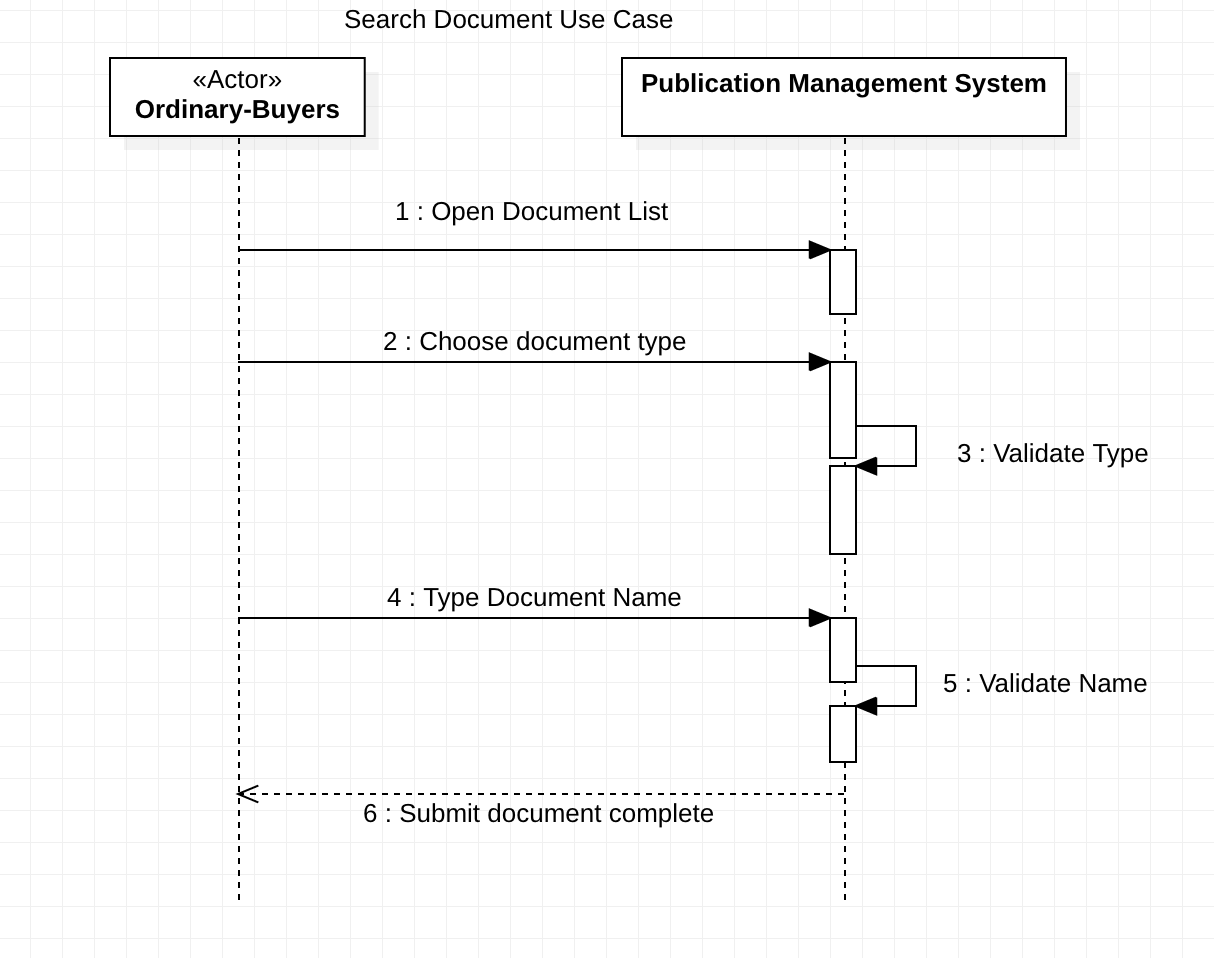 Search Document Use Case
«Actor»
Ordinary-Buyers
Publication Management System
1 : Open Document List
2 : Choose document type
3 : Validate Type
4 : Type Document Name
5 : Validate Name
6 : Submit document complete